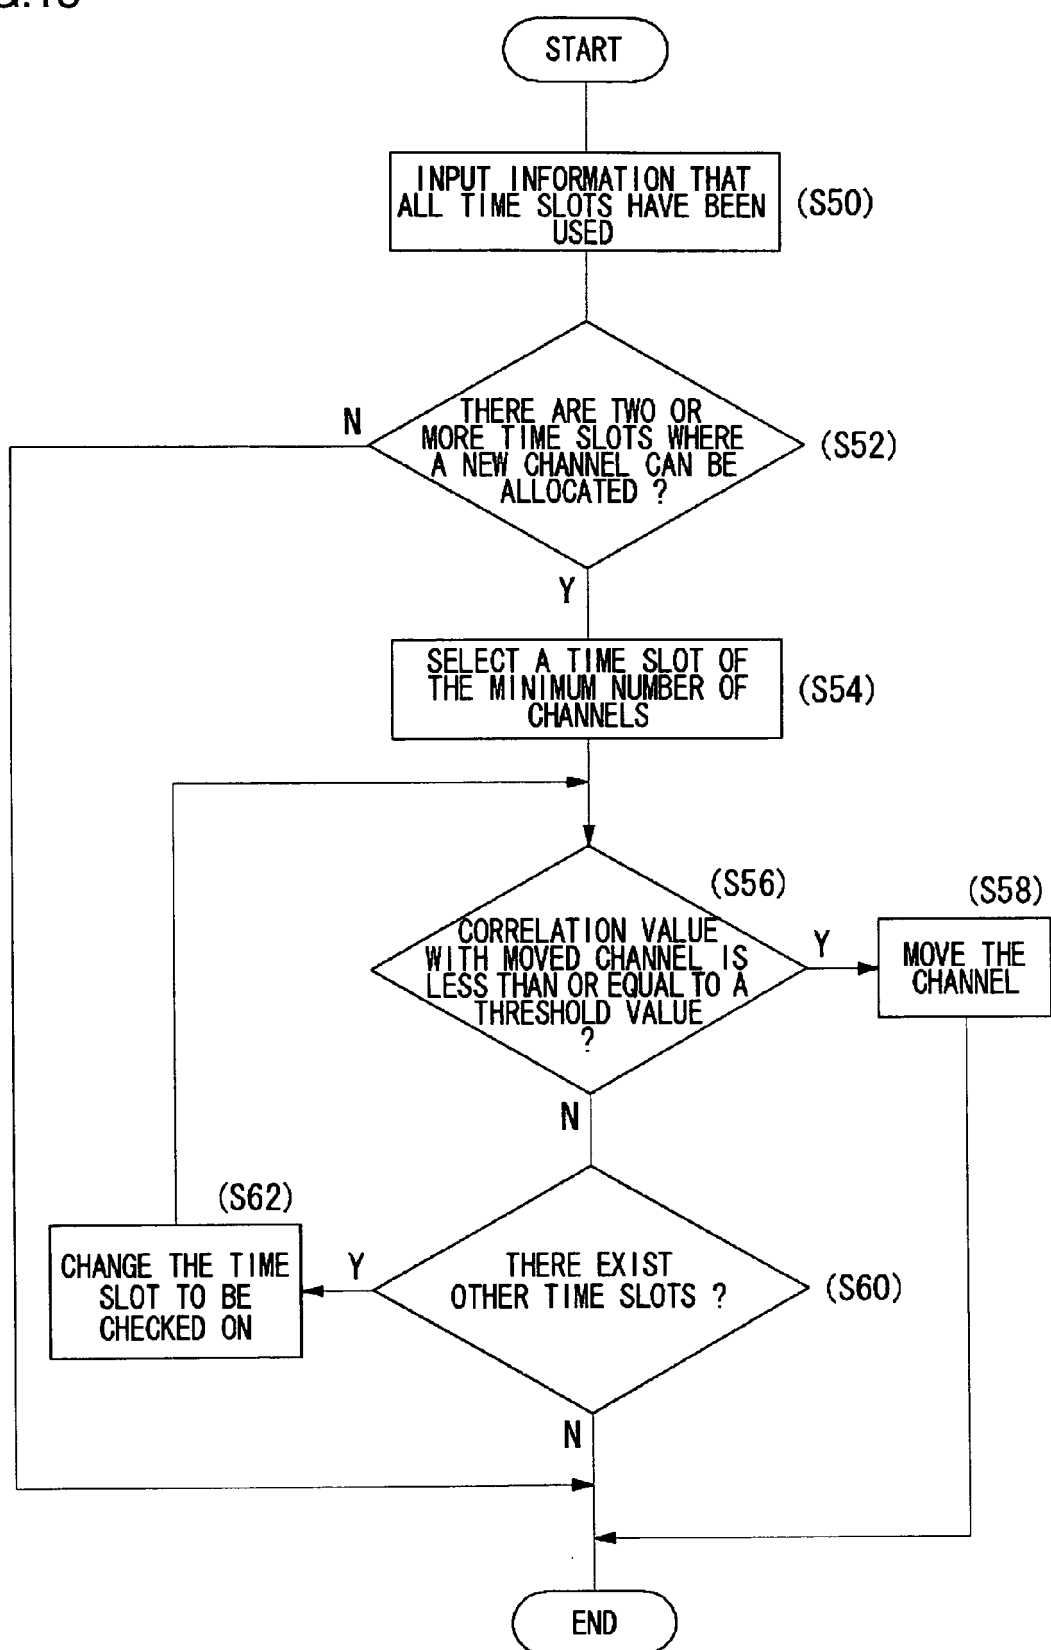 START
INPUT INFORMATION THAT
ALL TIME SLOTS HAVE BEEN
USED
(S50)
N
THERE ARE TWO OR
MORE TIME SLOTS WHERE
A NEW CHANNEL CAN BE
ALLOCATED ?
(S52)
Y
SELECT A TIME SLOT OF
THE MINIMUM NUMBER OF
CHANNELS
(S54)
(S56)
CORRELATION VALUE
WITH MOVED CHANNEL IS
LESS THAN OR EQUAL TO A
THRESHOLD VALUE
?
Y
(S58)
MOVE THE
CHANNEL
N
(S62)
CHANGE THE TIME
SLOT TO BE
CHECKED ON
Y
THERE EXIST
OTHER TIME SLOTS ?
(S60)
N
END